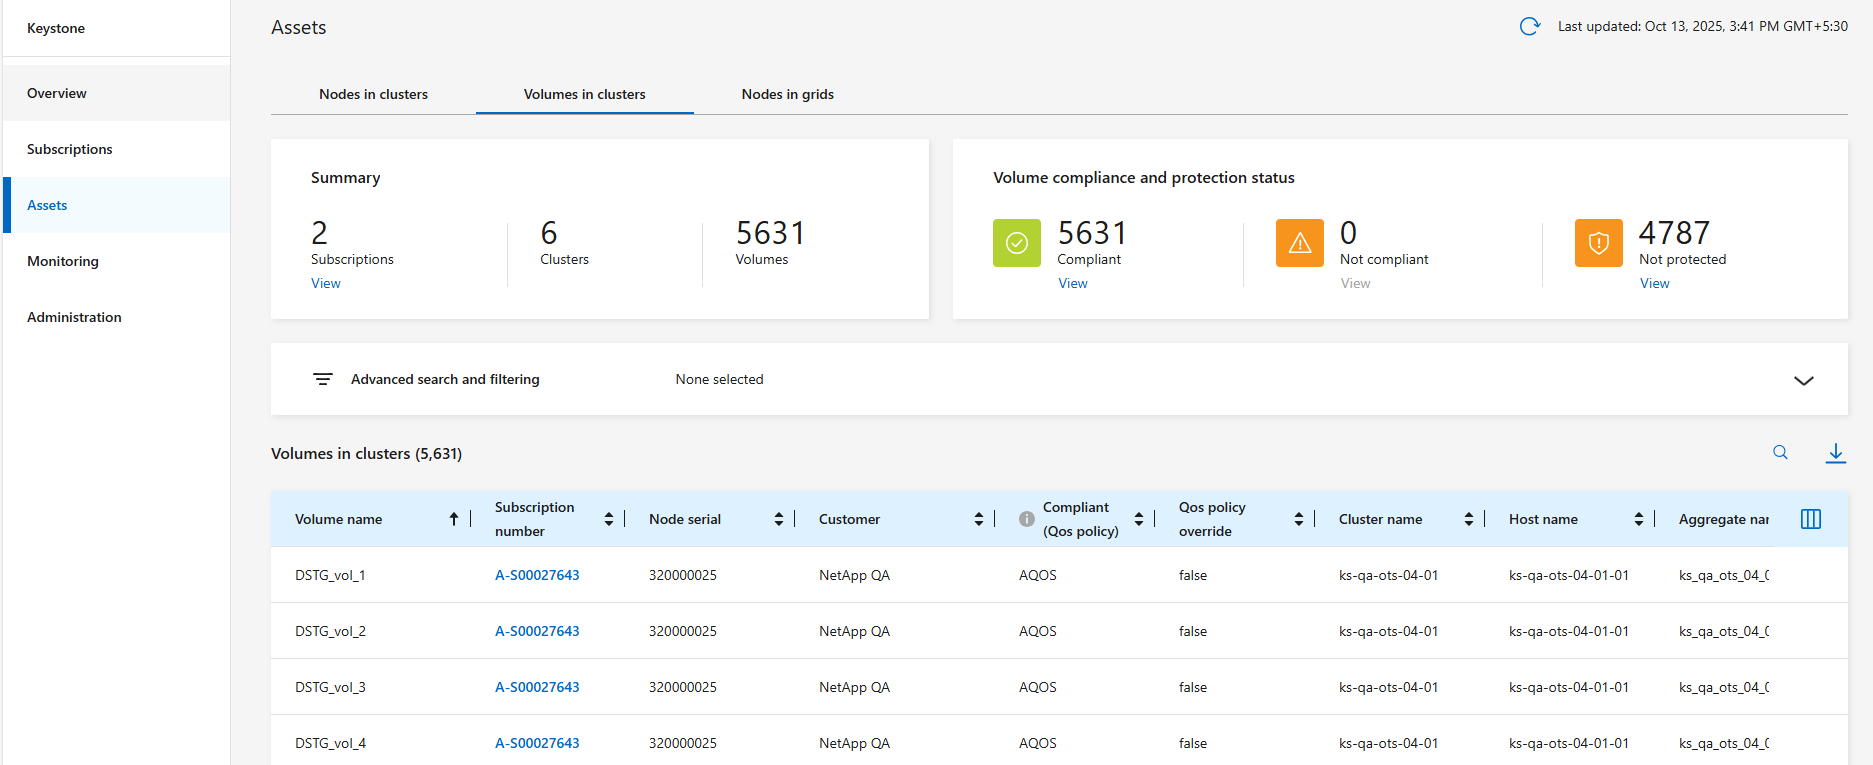 Keystone
Overview
Subscriptions
Assets
Monitoring
Administration
Assets
Last updated: Oct 13, 2025, 3:41 PM GMT+5:30
Nodes in clusters Volumes in clusters Nodes in grids
Summary
2 6 5631
Subscriptions Clusters Volumes
View
Volume compliance and protection status
5631 0 4787
Compliant Not compliant Not protected
View View View
Advanced search and filtering None selected
Volumes in clusters (5,631)
Volume name Subscription number Node serial Customer Compliant (Qos policy) Qos policy override Cluster name Host name Aggregate nar
DSTG_vol_1 A-S00027643 320000025 NetApp QA AQOS false ks-qa-ots-04-01 ks-qa-ots-04-01-01 ks_qa_ots_04_0
DSTG_vol_2 A-S00027643 320000025 NetApp QA AQOS false ks-qa-ots-04-01 ks-qa-ots-04-01-01 ks_qa_ots_04_0
DSTG_vol_3 A-S00027643 320000025 NetApp QA AQOS false ks-qa-ots-04-01 ks-qa-ots-04-01-01 ks_qa_ots_04_0
DSTG_vol_4 A-S00027643 320000025 NetApp QA AQOS false ks-qa-ots-04-01 ks-qa-ots-04-01-01 ks_qa_ots_04_0